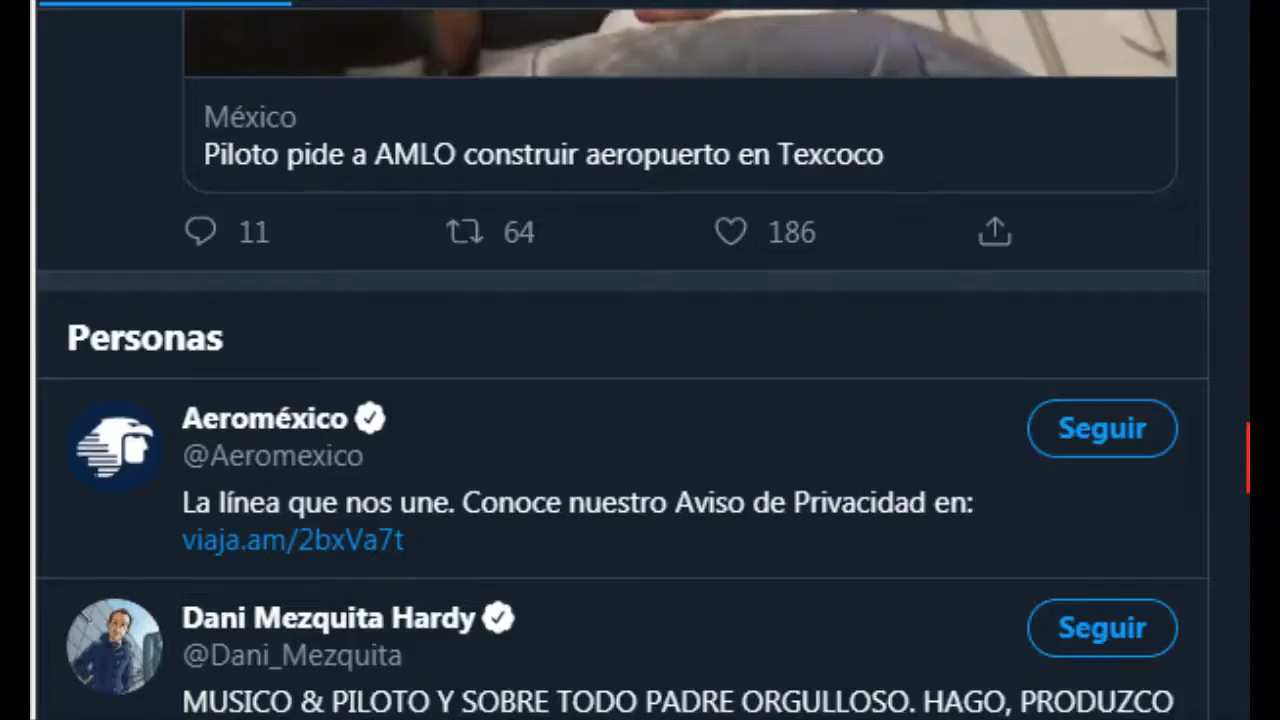 México
Piloto pide a AMLO construir aeropuerto en Texcoco
11 64 186
Personas
Aeroméxico
@Aeromexico
Seguir
La línea que nos une. Conoce nuestro Aviso de Privacidad en:
viaja.am/2bxVa7t
Dani Mezquita Hardy
@Dani_Mezquita
Seguir
MUSICO & PILOTO Y SOBRE TODO PADRE ORGULLOSO. HAGO, PRODUZCO